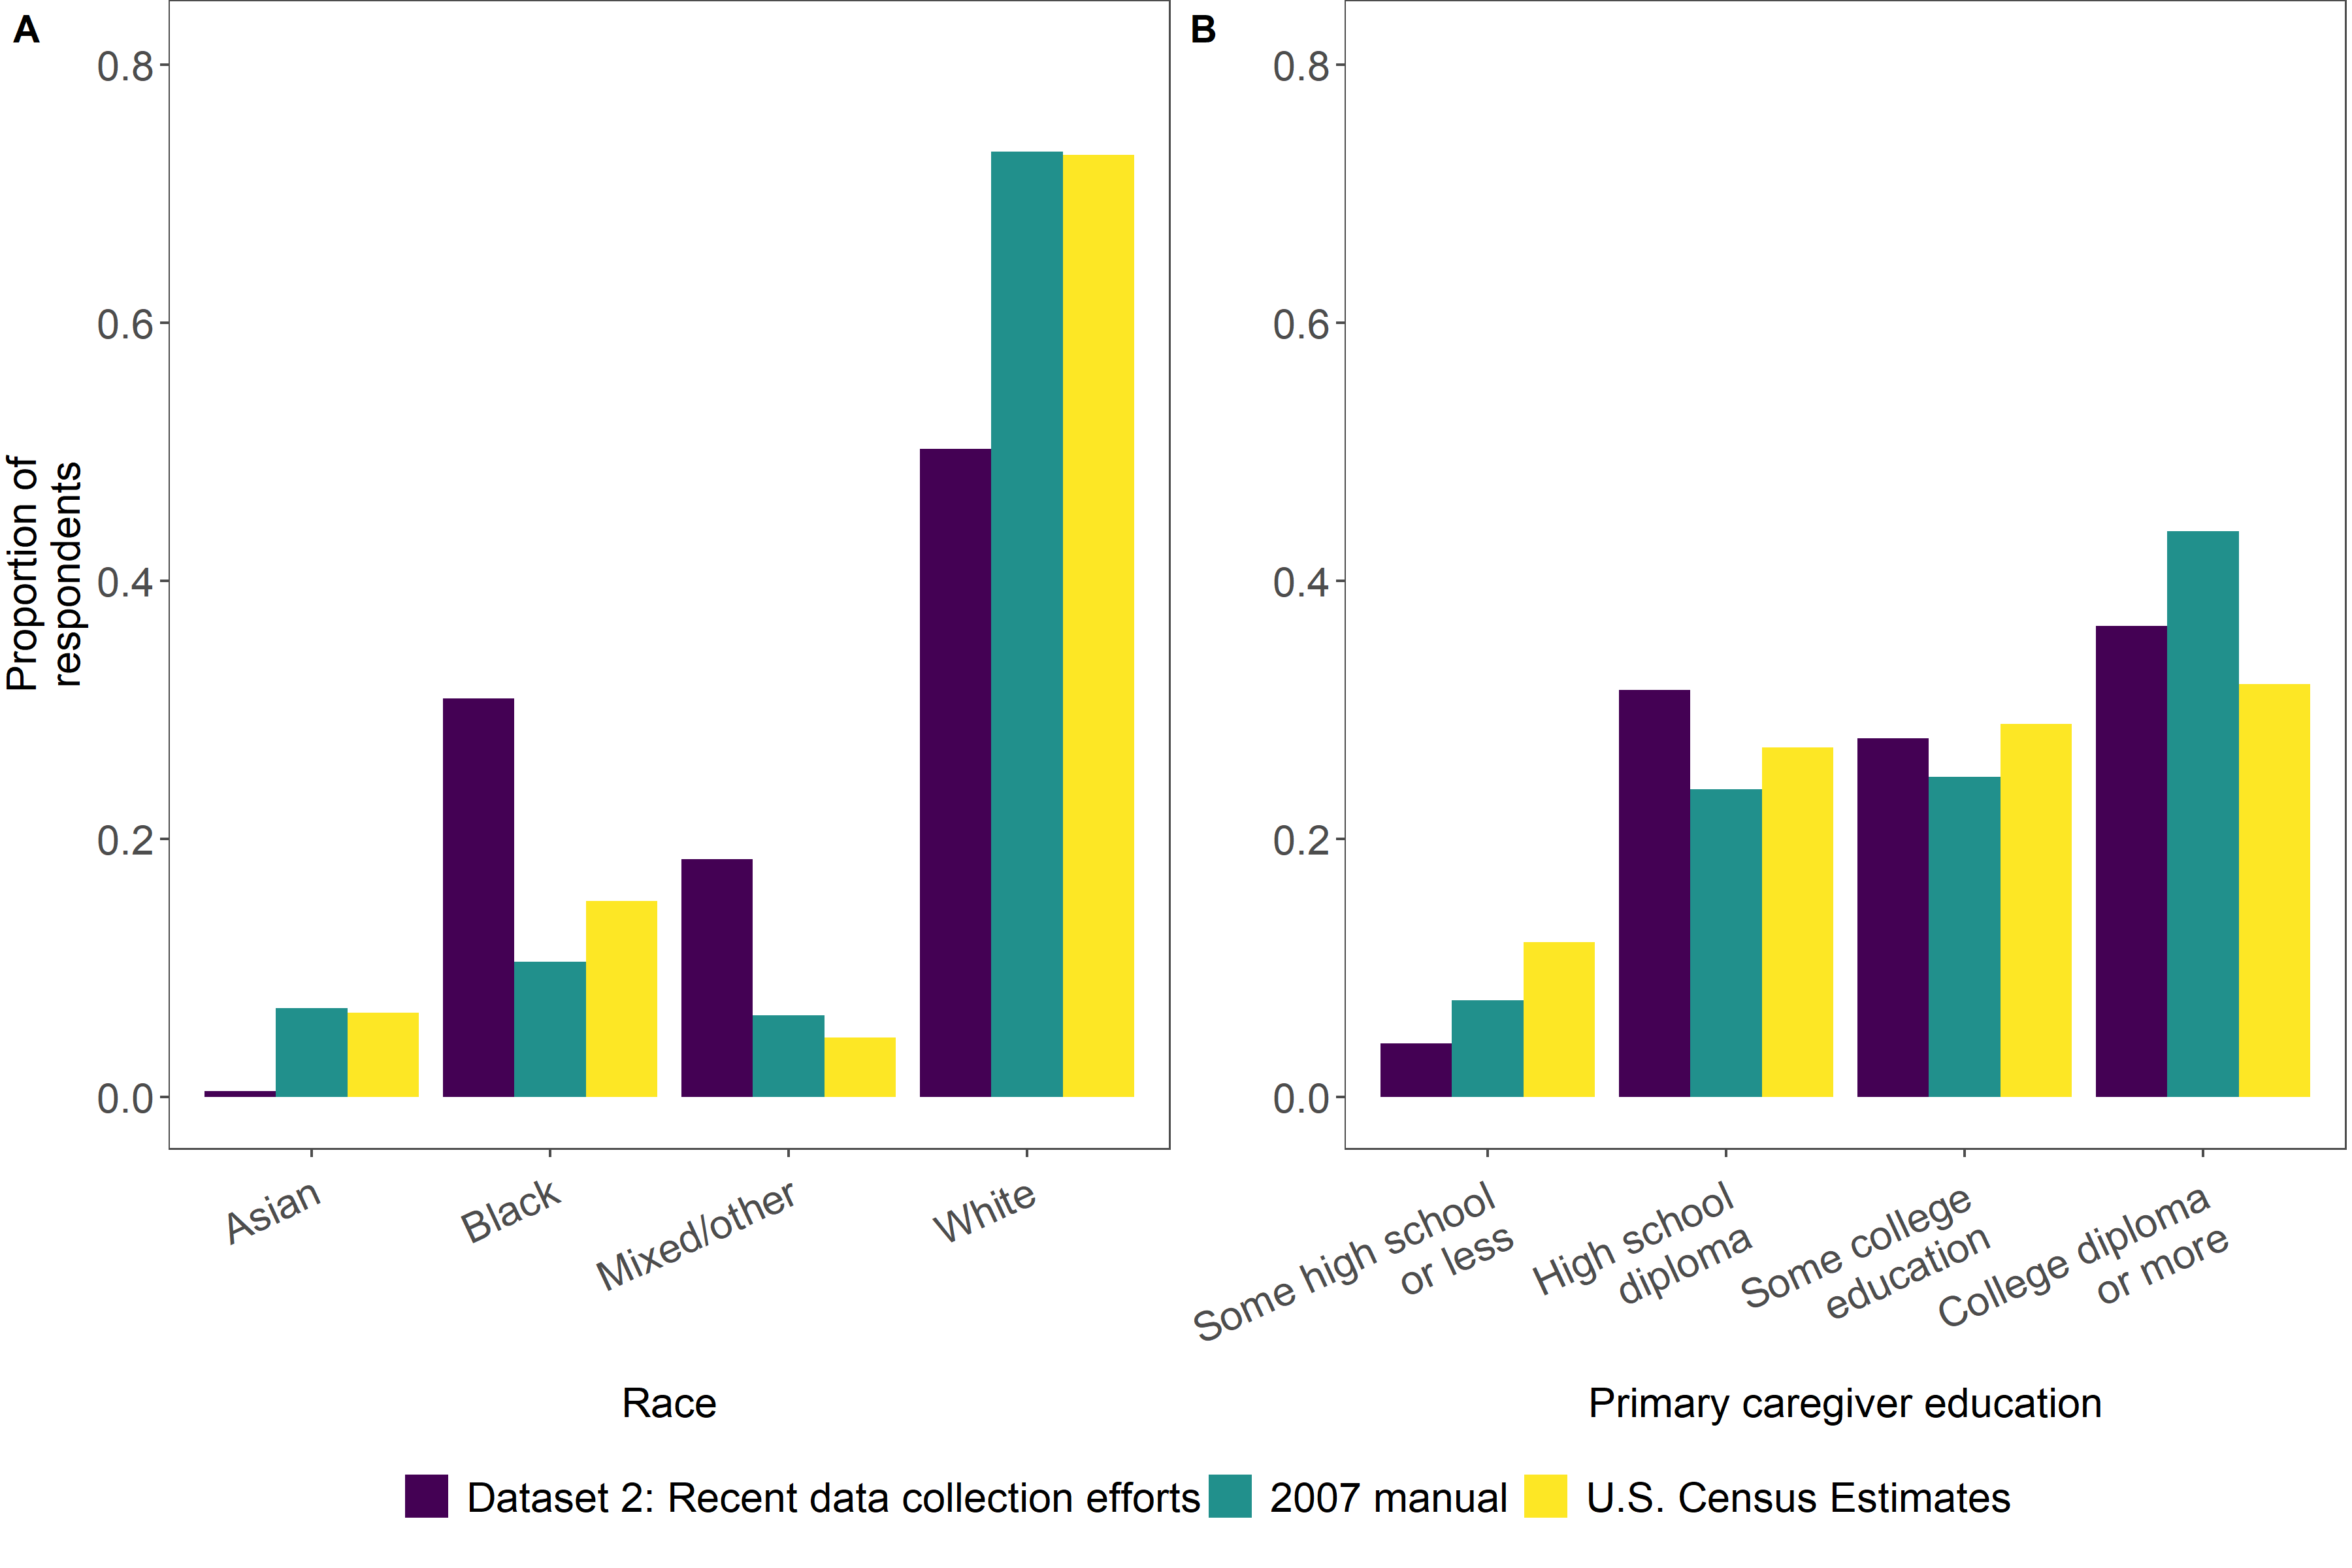 A
B
0.8
0.6
0.4
0.2
0.0
Proportion of
respondents
Asian
Black
Mixed/other
White
Race
0.8
0.6
0.4
0.2
0.0
Some high school
or less
High school
diploma
Some college
education
College diploma
or more
Primary caregiver education
Dataset 2: Recent data collection efforts
2007 manual
U.S. Census Estimates